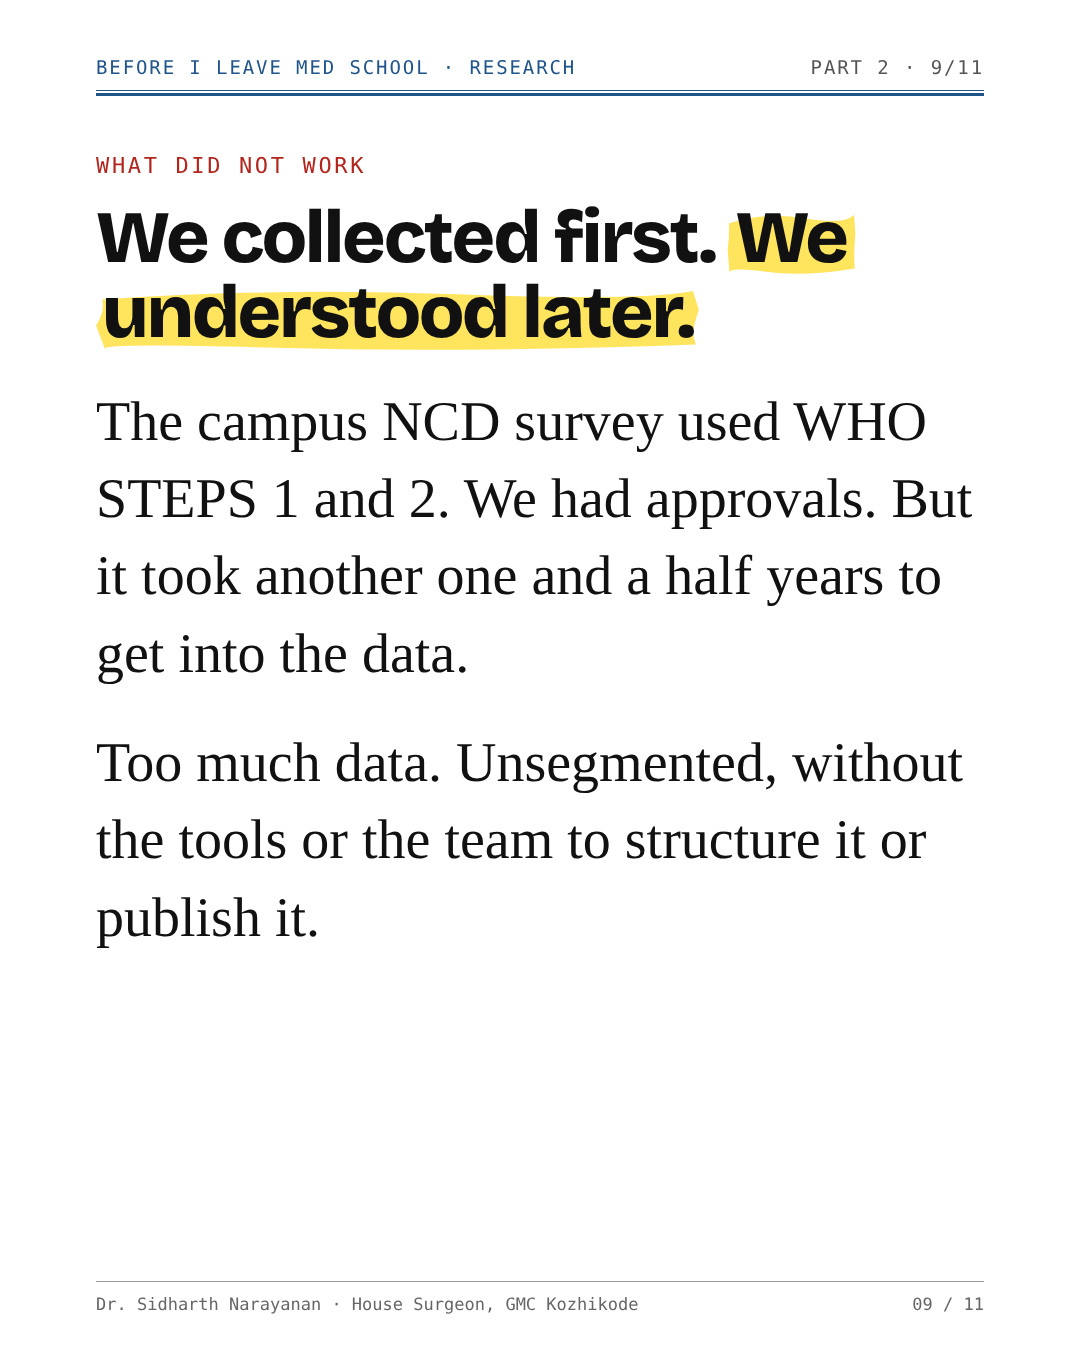 BEFORE I LEAVE MED SCHOOL · RESEARCH
PART 2 · 9/11
WHAT DID NOT WORK
We collected first. We
understood later.
The campus NCD survey used WHO
STEPS 1 and 2. We had approvals. But
it took another one and a half years to
get into the data.
Too much data. Unsegmented, without
the tools or the team to structure it or
publish it.
Dr. Sidharth Narayanan · House Surgeon, GMC Kozhikode
09 / 11